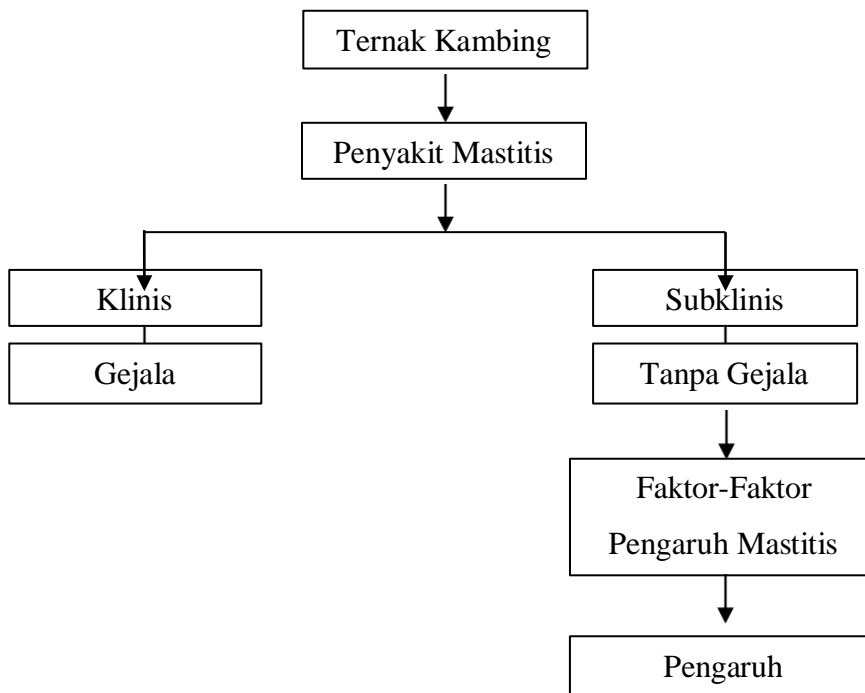 Ternak Kambing
Penyakit Mastitis
Klinis
Subklinis
Gejala
Tanpa Gejala
Faktor-Faktor
Pengaruh Mastitis
Pengaruh